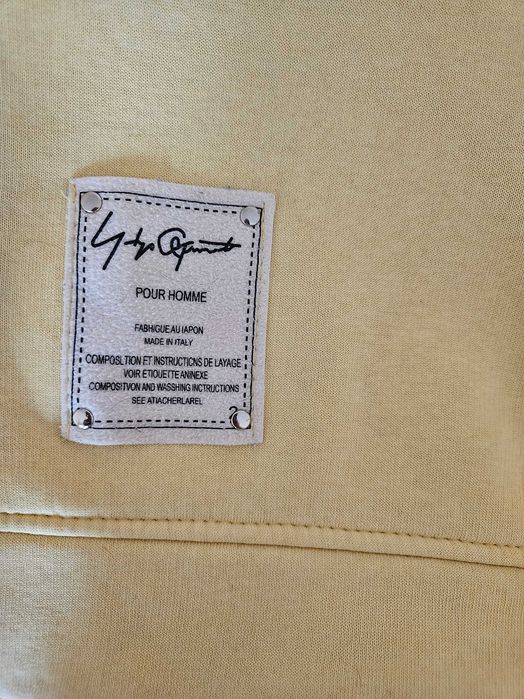 POUR HOMME
FABHIGUE AU IAPON
MADE IN ITALY
COMPOSLTION ET INSTRUCTIONS DE LAYAGE
VOIR ETIOUETTE ANINEXE
COMPOSITVON AND WASSHING INCTRUCTIONS
SEE ATIACHERLAREL
2